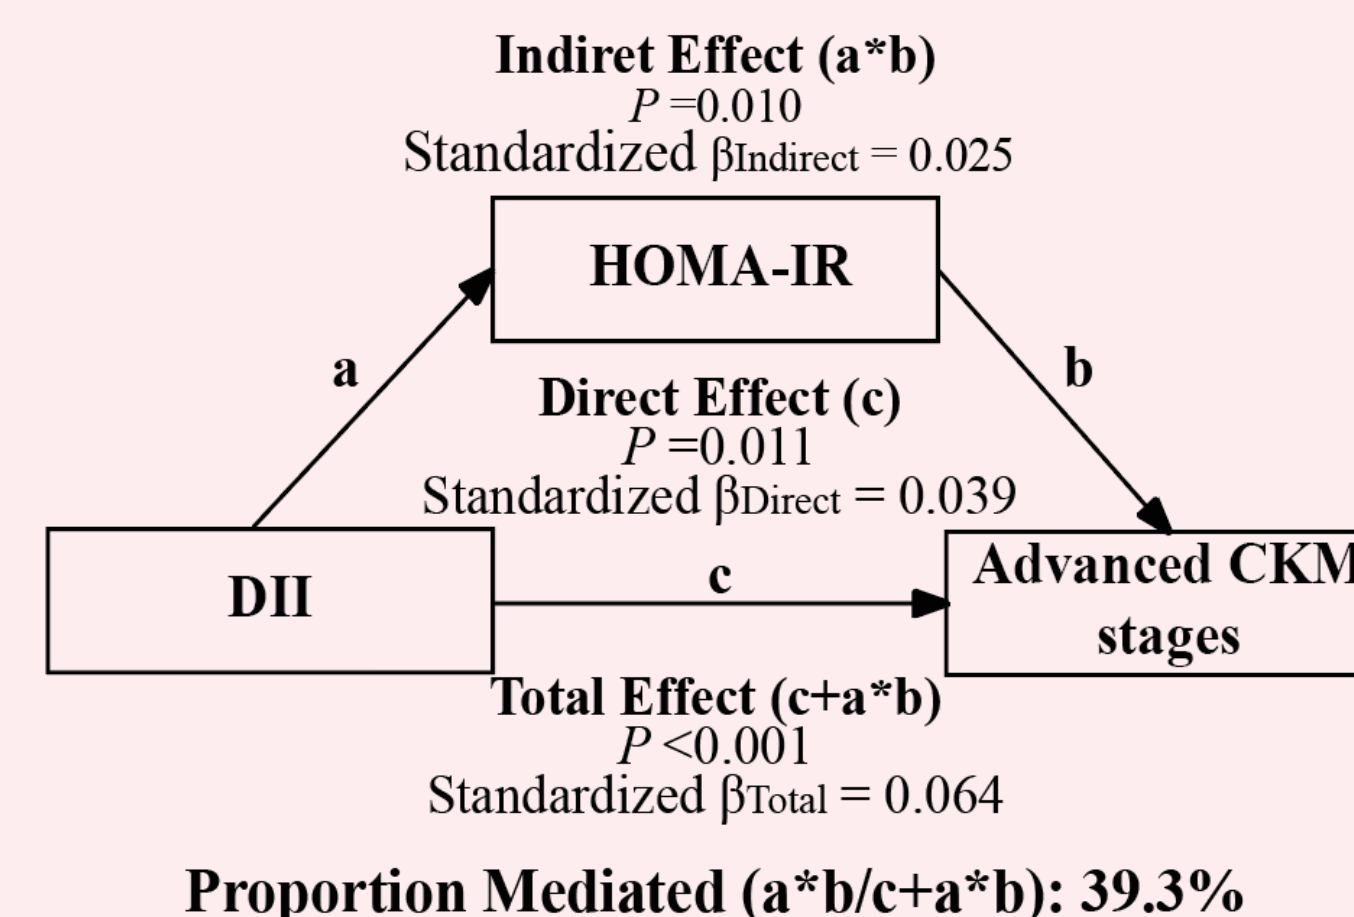 Indiret Effect (a*b)
P =0.010
Standardized βIndirect = 0.025
HOMA-IR
a
b
Direct Effect (c)
P =0.011
Standardized βDirect = 0.039
DII
c
Advanced CKM
stages
Total Effect (c+a*b)
P <0.001
Standardized βTotal = 0.064
Proportion Mediated (a*b/c+a*b): 39.3%